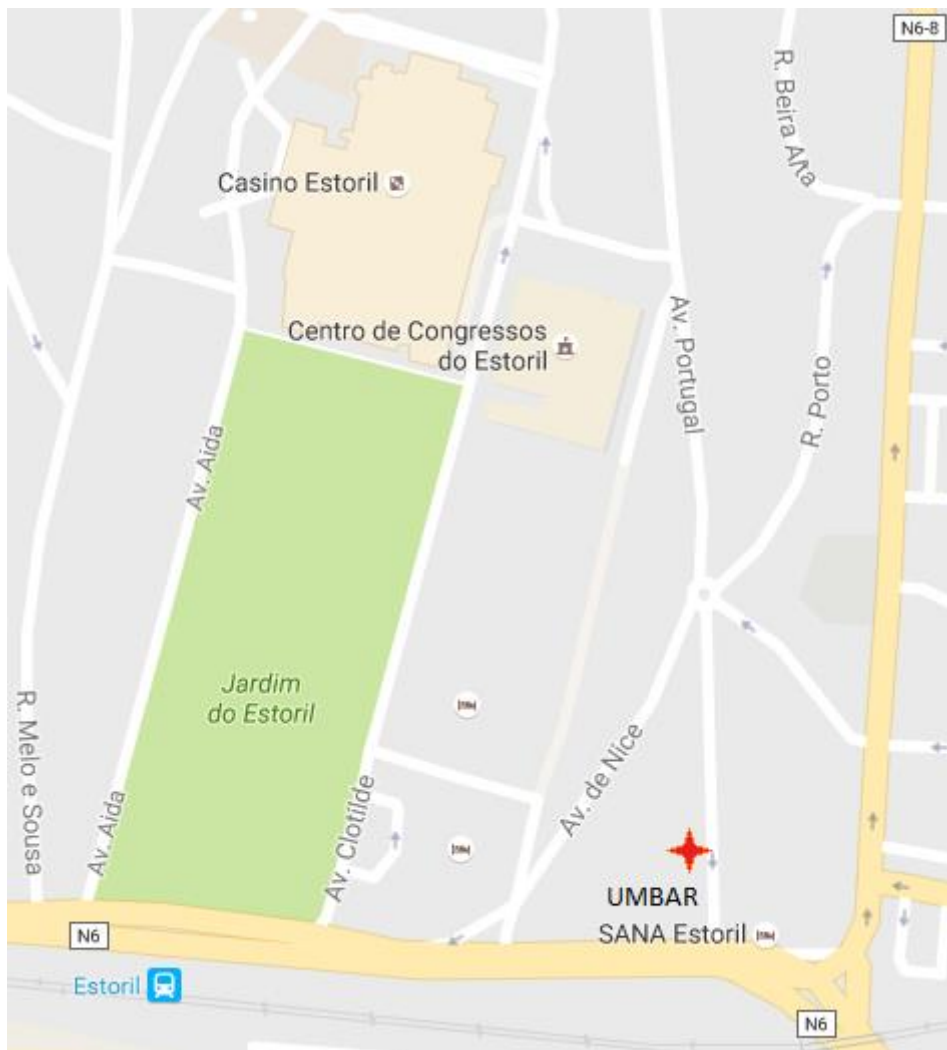 N6-8
R. Beira Alta
Casino Estoril
Centro de Congressos
do Estoril
Av. Portugal
R. Porto
Av. Aida
Jardim
do Estoril
R. Melo e Sousa
Av. Aida
Av. Clotilde
Av. de Nice
UMBAR
SANA Estoril
N6
Estoril
N6